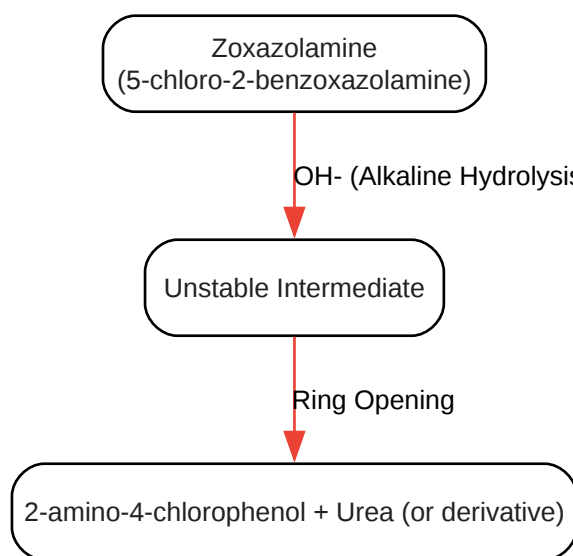 Zoxazolamine
(5-chloro-2-benzoxazolamine)
OH- (Alkaline Hydrolysis
Unstable Intermediate
Ring Opening
2-amino-4-chlorophenol + Urea (or derivative)